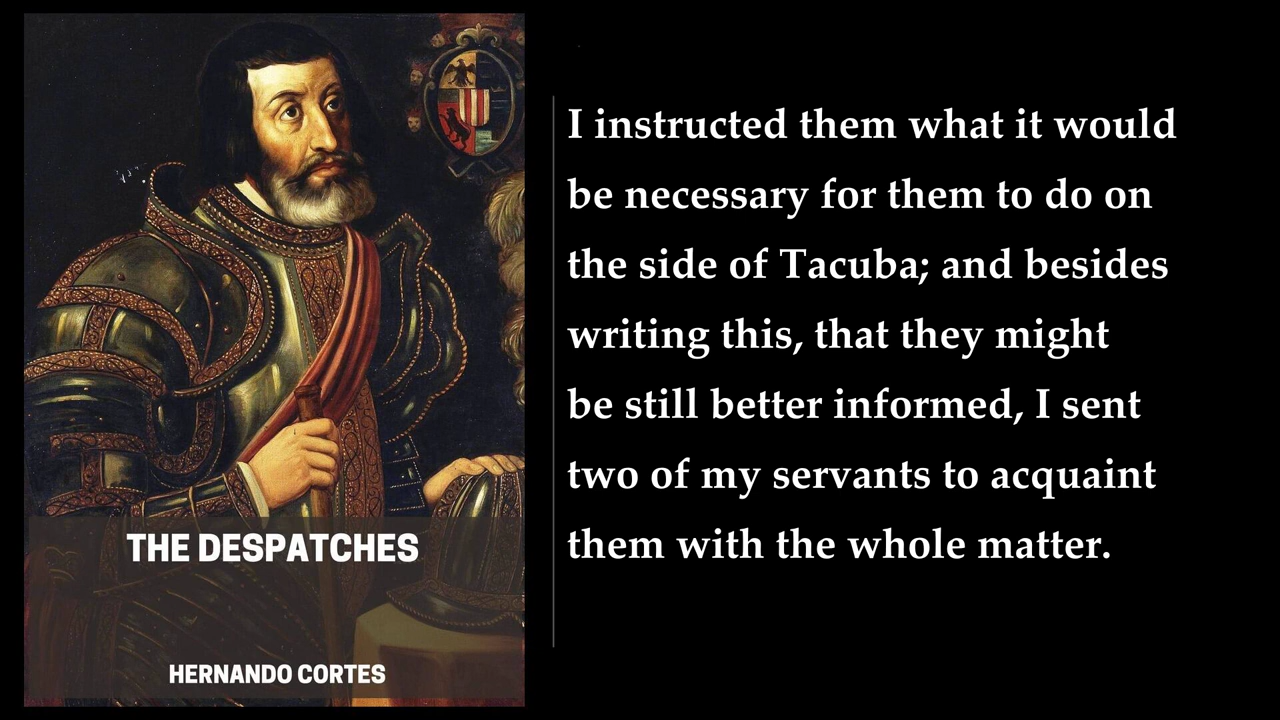 THE DESPATCHES
HERNANDO CORTES
I instructed them what it would
be necessary for them to do on
the side of Tacuba; and besides
writing this, that they might
be still better informed, I sent
two of my servants to acquaint
them with the whole matter.